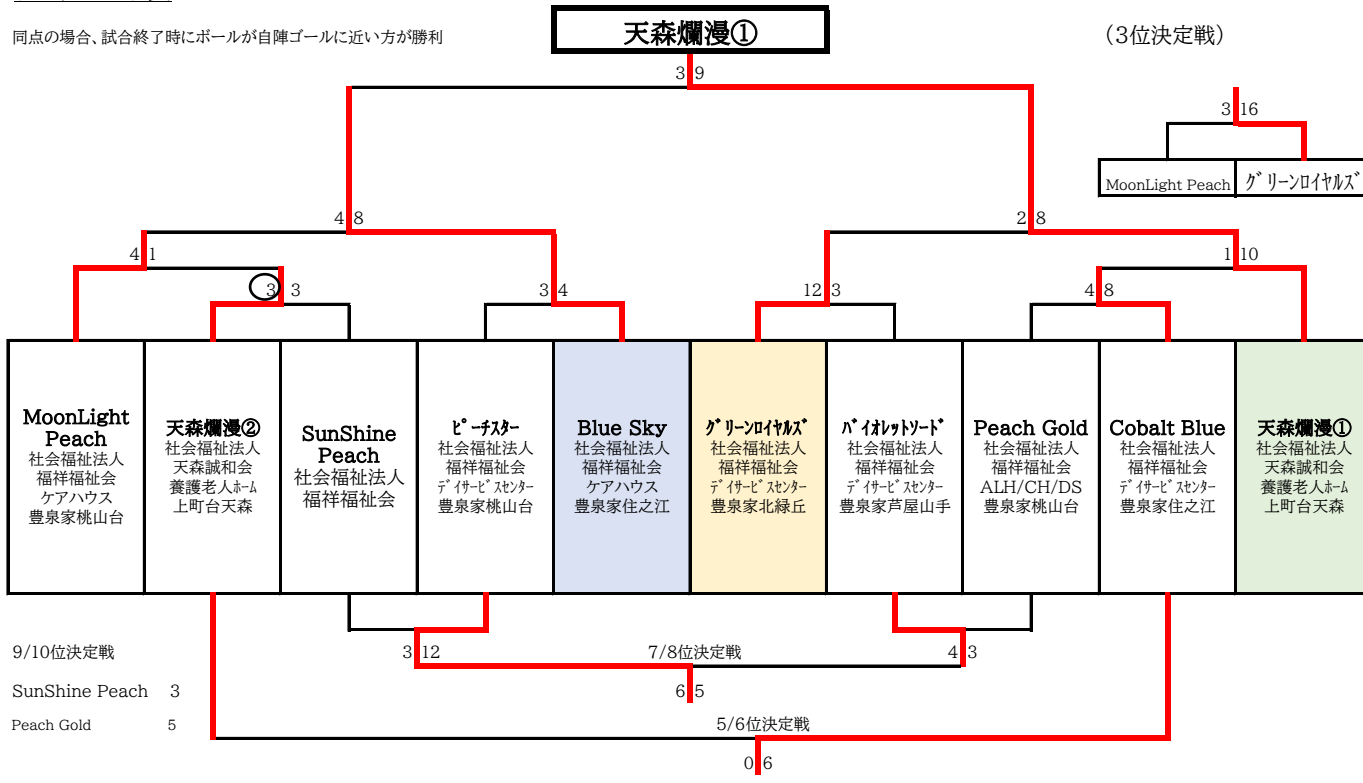 天森爛漫①
同点の場合、試合終了時にボールが自陣ゴールに近い方が勝利
(3位決定戦)
3 9
3 16
MoonLight Peach
グリーンロイヤルズ
4 8
2 8
4 1
1 10
3 3
3 4
12 3
4 8
MoonLight
Peach
社会福祉法人
福祥福祉会
ケアハウス
豊泉家桃山台
天森爛漫②
社会福祉法人
天森誠和会
養護老人ホーム
上町台天森
SunShine
Peach
社会福祉法人
福祥福祉会
ピーチスター
社会福祉法人
福祥福祉会
デイサービスセンター
豊泉家桃山台
Blue Sky
社会福祉法人
福祥福祉会
ケアハウス
豊泉家住之江
グリーンロイヤルズ
社会福祉法人
福祥福祉会
デイサービスセンター
豊泉家北緑丘
バイオレットソード
社会福祉法人
福祥福祉会
デイサービスセンター
豊泉家芦屋山手
Peach Gold
社会福祉法人
福祥福祉会
ALH/CH/DS
豊泉家桃山台
Cobalt Blue
社会福祉法人
福祥福祉会
デイサービスセンター
豊泉家住之江
天森爛漫①
社会福祉法人
天森誠和会
養護老人ホーム
上町台天森
9/10位決定戦
3 12
7/8位決定戦
4 3
SunShine Peach 3
6 5
Peach Gold 5
5/6位決定戦
0 6